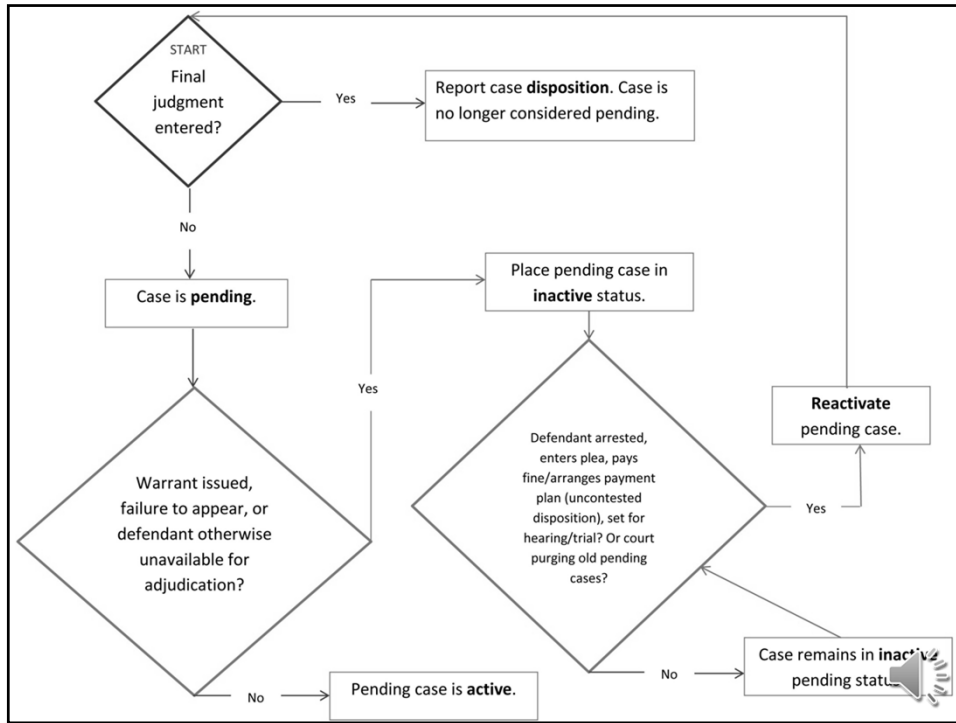 START
Final
judgment
entered?
Yes
Report case disposition. Case is
no longer considered pending.
No
Case is pending.
Place pending case in
inactive status.
Yes
Warrant issued,
failure to appear, or
defendant otherwise
unavailable for
adjudication?
Defendant arrested,
enters plea, pays
fine/arranges payment
plan (uncontested
disposition), set for
hearing/trial? Or court
purging old pending
cases?
Yes
Reactivate
pending case.
No
Pending case is active.
No
Case remains in inactive
pending status